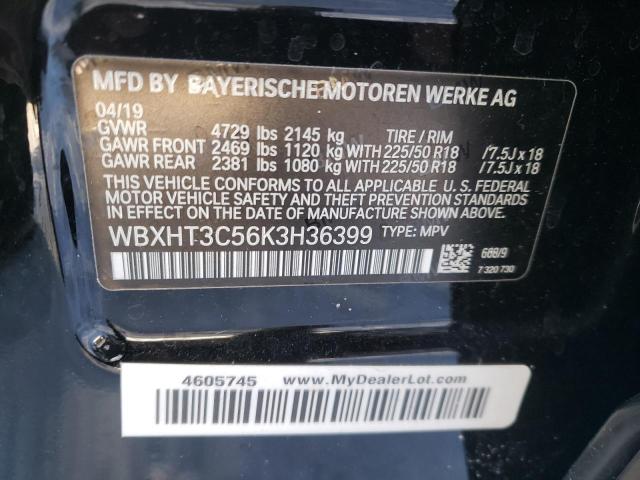 MFD BY BAYERISCHE MOTOREN WERKE AG
04/19
GVWR 4729 lbs 2145 kg TIRE / RIM
GAWR FRONT 2469 lbs 1120 kg WITH 225/50 R18 /7.5J x 18
GAWR REAR 2381 lbs 1080 kg WITH 225/50 R18 /7.5J x 18
THIS VEHICLE CONFORMS TO ALL APPLICABLE U. S. FEDERAL
MOTOR VEHICLE SAFETY AND THEFT PREVENTION STANDARDS
IN EFFECT ON THE DATE OF MANUFACTURE SHOWN ABOVE.
WBXHT3C56K3H36399 TYPE: MPV
7 320 730
4605745 www.MyDealerLot.com